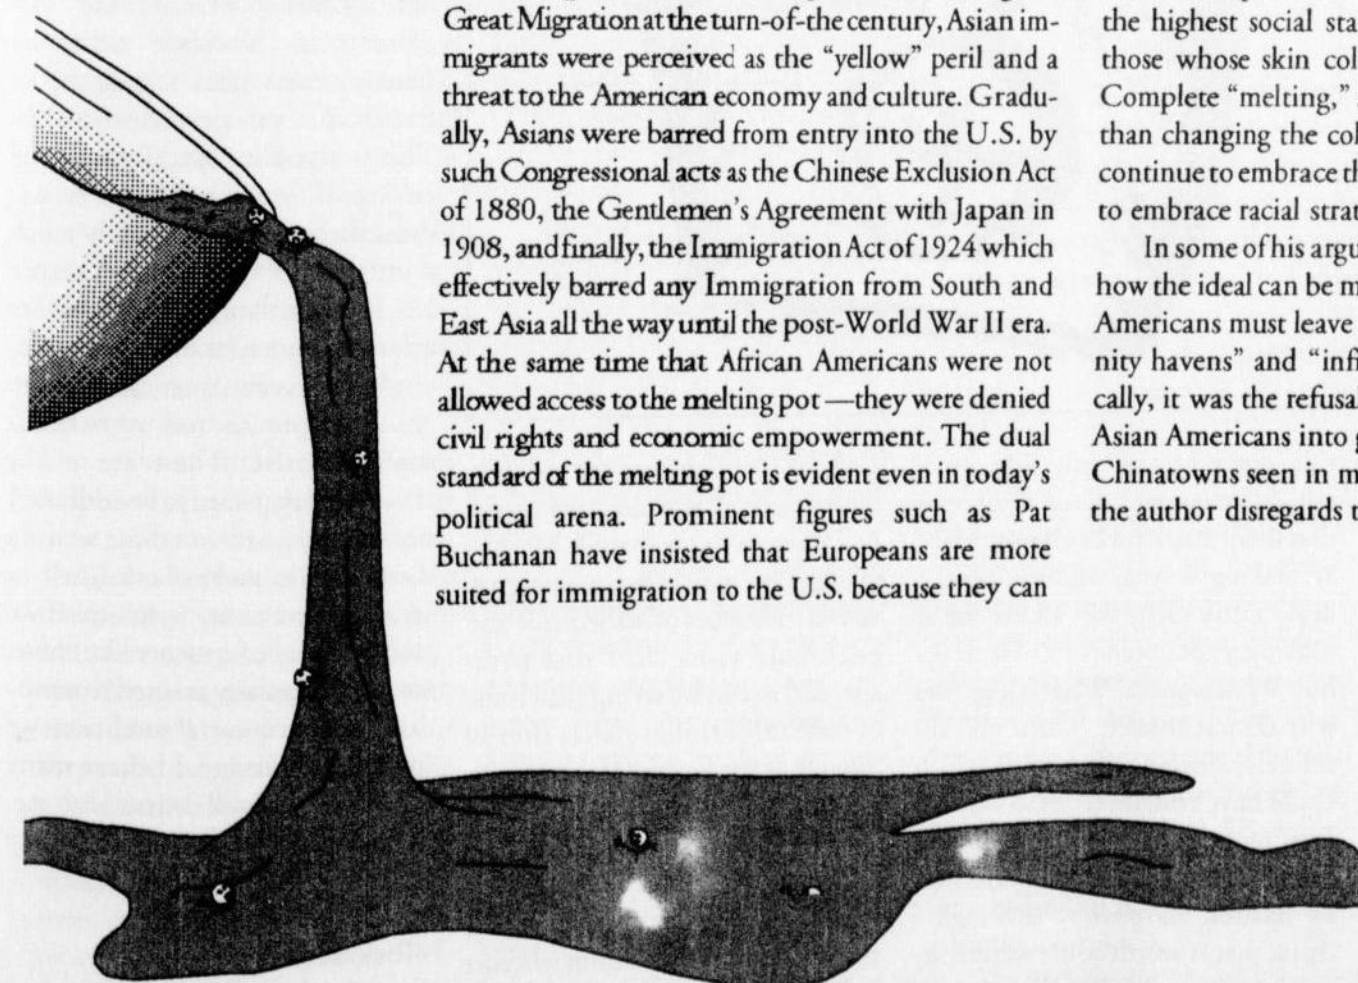 Great Migration at the turn-of-the century, Asian im-
migrants were perceived as the “yellow” peril and a
threat to the American economy and culture. Gradu-
ally, Asians were barred from entry into the U.S. by
such Congressional acts as the Chinese Exclusion Act
of 1880, the Gentlemen’s Agreement with Japan in
1908, and finally, the Immigration Act of 1924 which
effectively barred any Immigration from South and
East Asia all the way until the post-World War II era.
At the same time that African Americans were not
allowed access to the melting pot—they were denied
civil rights and economic empowerment. The dual
standard of the melting pot is evident even in today’s
political arena. Prominent figures such as Pat
Buchanan have insisted that Europeans are more
suited for immigration to the U.S. because they can
the highest social sta
those whose skin col
Complete “melting,”
than changing the col
continue to embrace th
to embrace racial strat
In some of his argu
how the ideal can be m
Americans must leave
nity havens” and “infi
cally, it was the refusa
Asian Americans into g
Chinatowns seen in m
the author disregards t